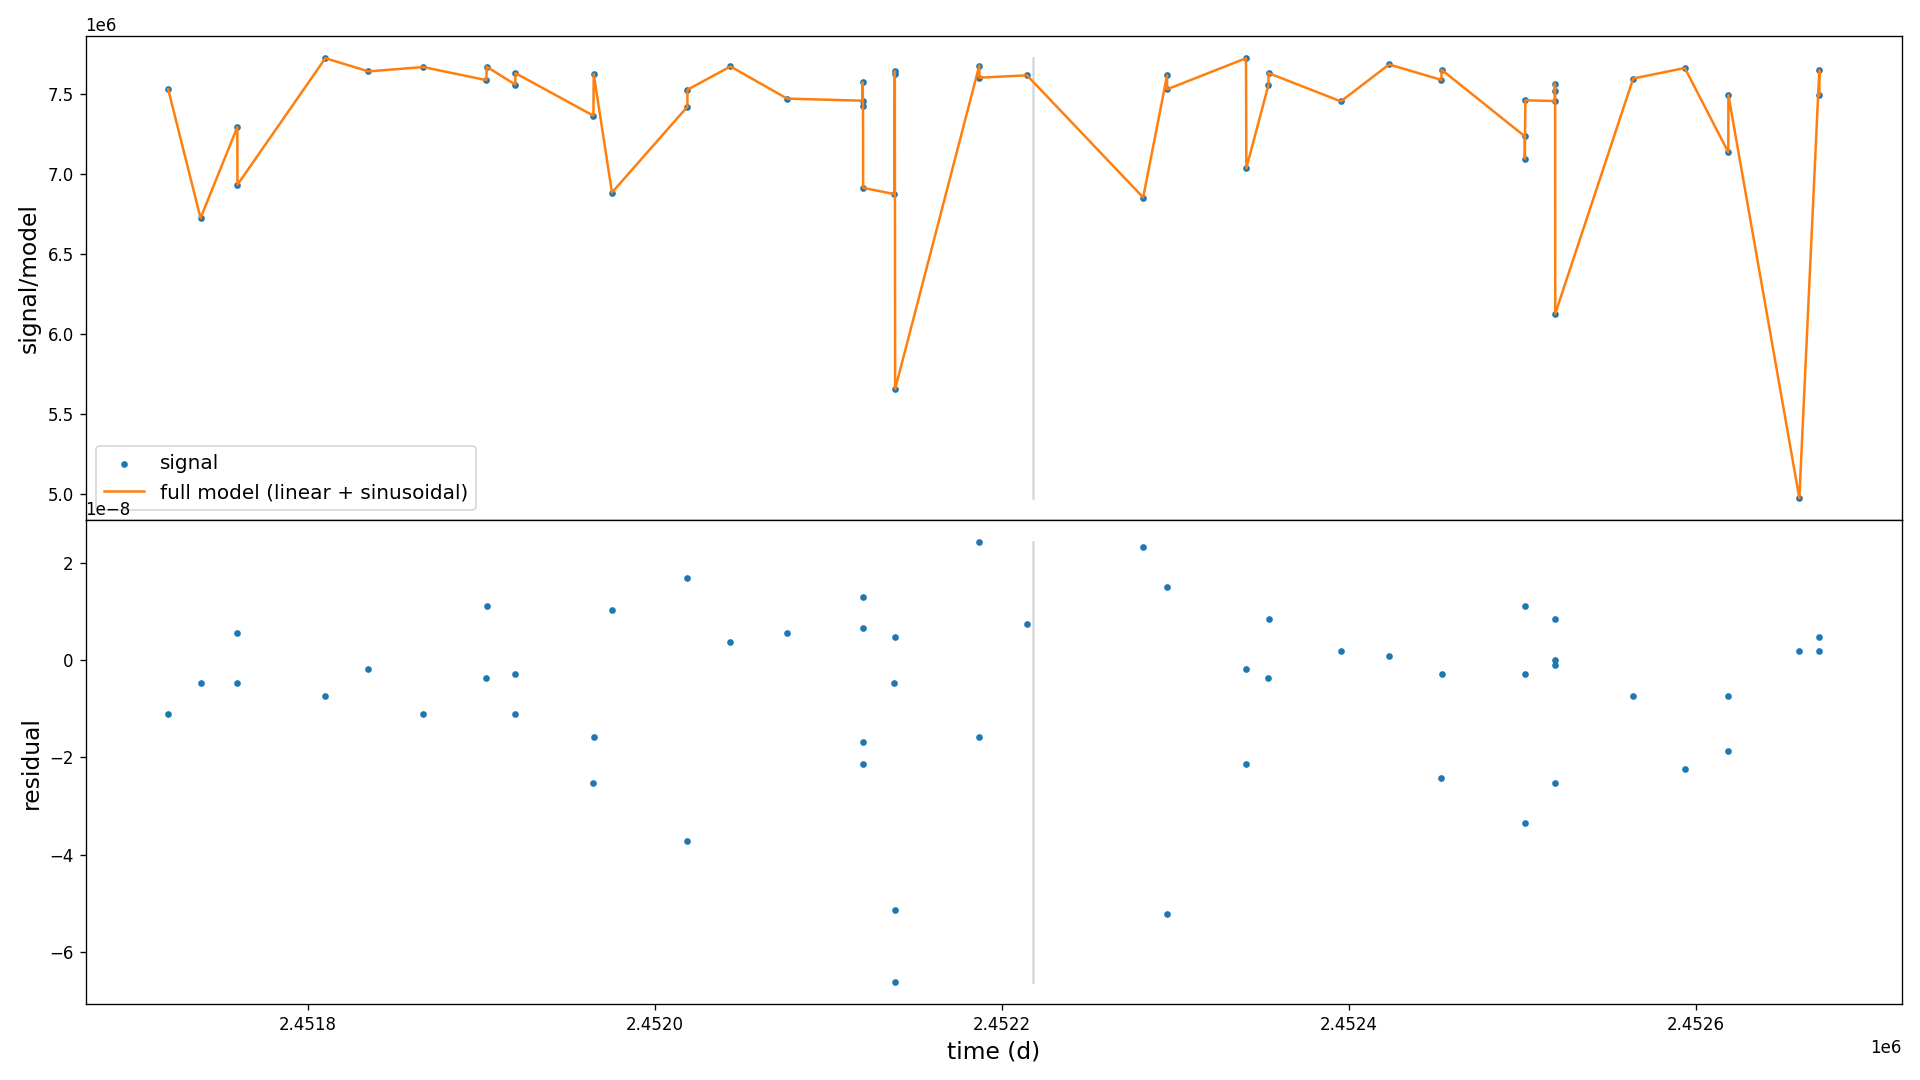 1e6
7.5
7.0
6.5
6.0
5.5
5.0
signal/model
signal
full model (linear + sinusoidal)
1e−8
2
0
−2
−4
−6
residual
2.4518
2.4520
2.4522
2.4524
2.4526
time (d)
1e6